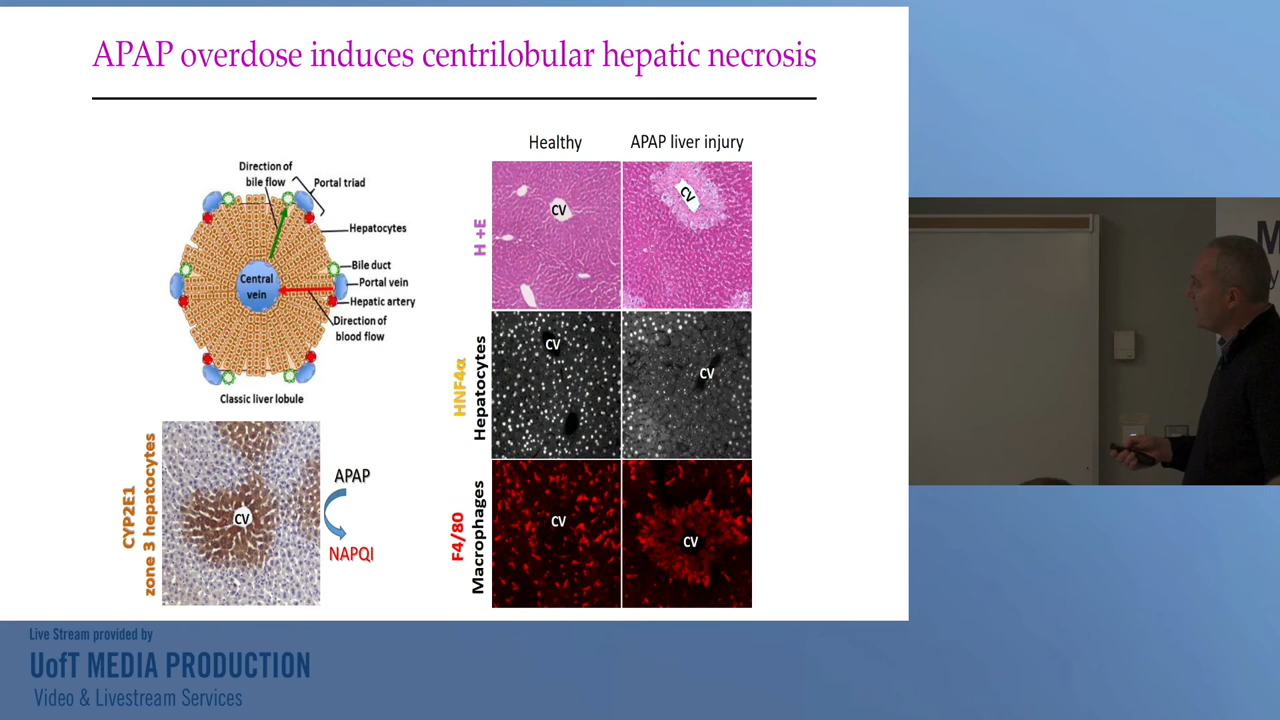 APAP overdose induces centrilobular hepatic necrosis
Direction of
bile flow
Portal triad
Hepatocytes
Bile duct
Portal vein
Hepatic artery
Direction of
blood flow
Central
vein
Classic liver lobule
CYP2E1
zone 3 hepatocytes
CV
APAP
NAPQI
Healthy
APAP liver injury
H +E
CV
CV
HNF4α
Hepatocytes
CV
CV
F4/80
Macrophages
CV
CV
M
Live Stream provided by
UofT MEDIA PRODUCTION
Video & Livestream Services